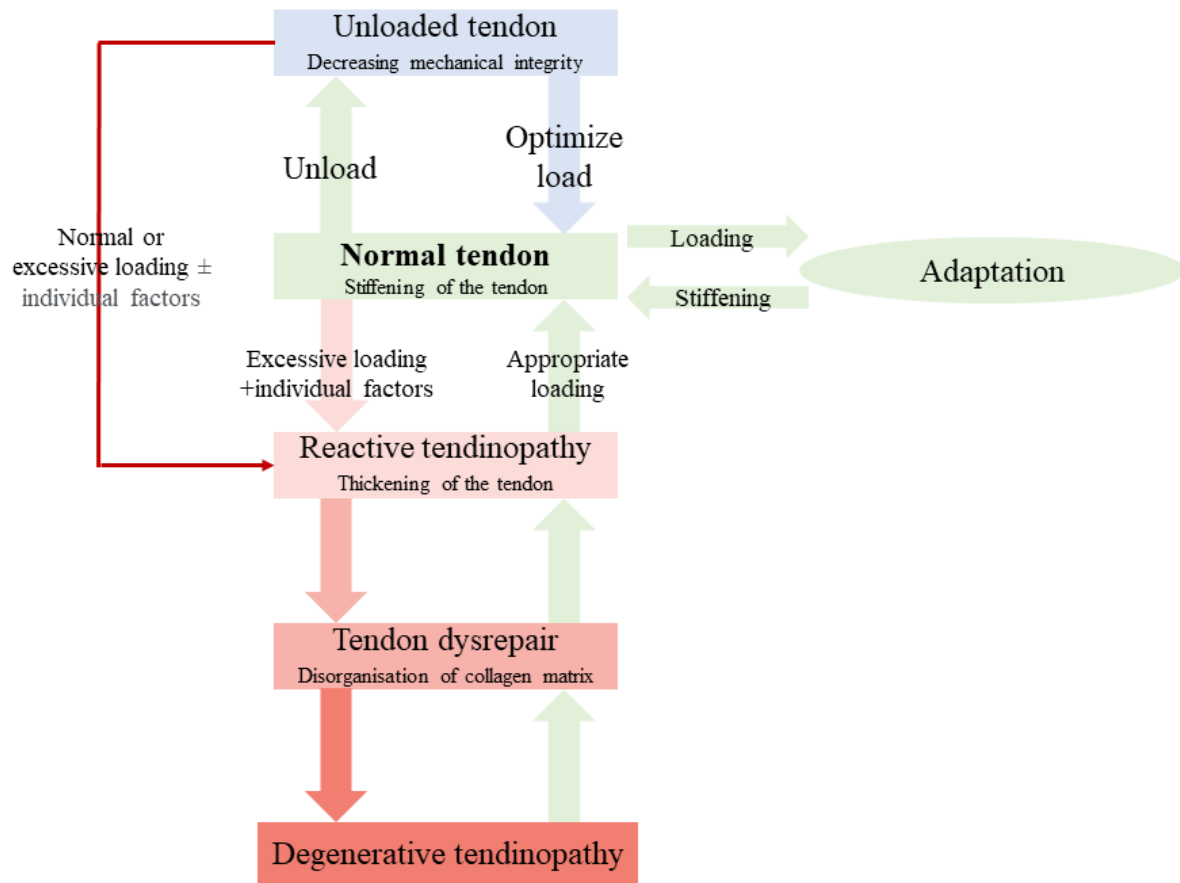 Unloaded tendon
Decreasing mechanical integrity
Unload
Optimize
load
Normal or
excessive loading ±
individual factors
Normal tendon
Stiffening of the tendon
Loading
Stiffening
Adaptation
Excessive loading
+individual factors
Appropriate
loading
Reactive tendinopathy
Thickening of the tendon
Tendon dysrepair
Disorganisation of collagen matrix
Degenerative tendinopathy